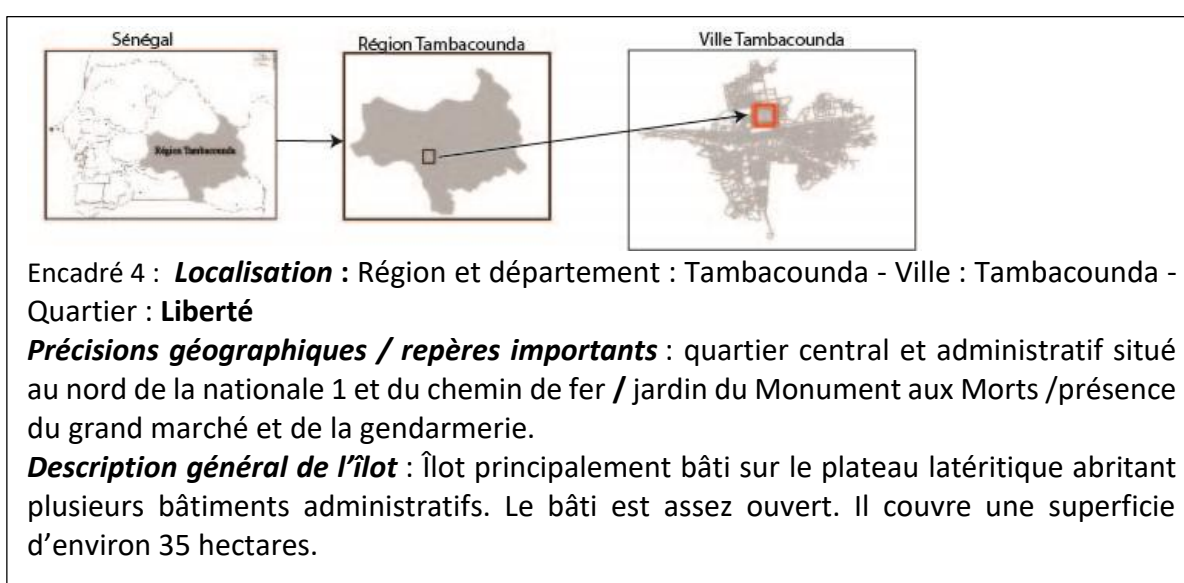 Sénégal
Région Tambacounda
Ville Tambacounda
Région Tambacounda
Encadré 4 : Localisation : Région et département : Tambacounda - Ville : Tambacounda -
Quartier : Liberté
Précisions géographiques / repères importants : quartier central et administratif situé
au nord de la nationale 1 et du chemin de fer / jardin du Monument aux Morts /présence
du grand marché et de la gendarmerie.
Description général de l’îlot : Îlot principalement bâti sur le plateau latéritique abritant
plusieurs bâtiments administratifs. Le bâti est assez ouvert. Il couvre une superficie
d’environ 35 hectares.